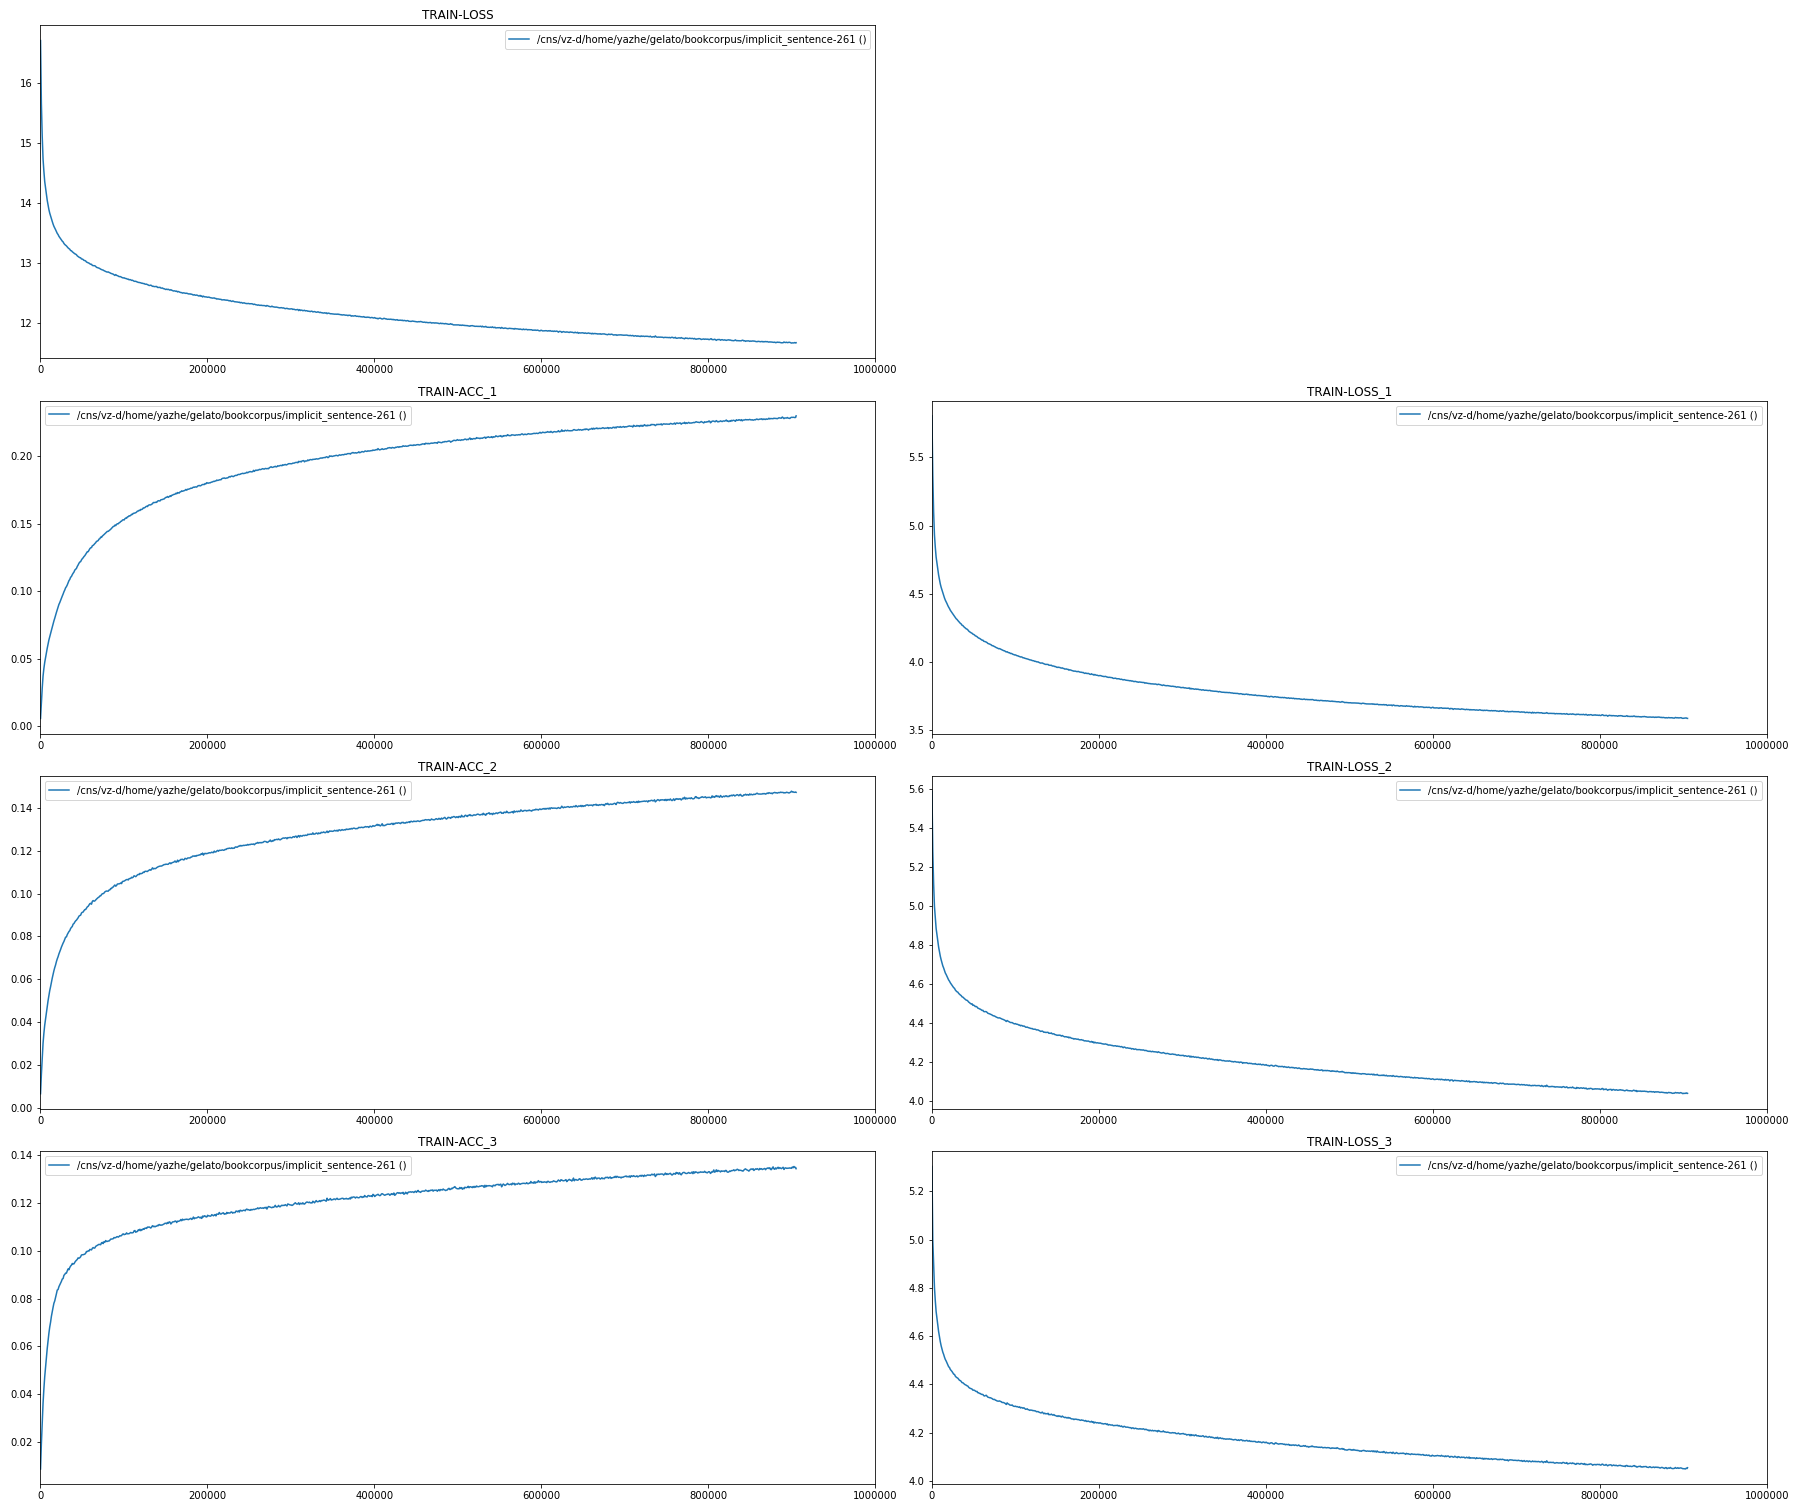 TRAIN-LOSS
/cns/vz-d/home/yazhe/gelato/bookcorpus/implicit_sentence-261 ()
16
15
14
13
12
0 200000 400000 600000 800000 1000000
TRAIN-ACC_1
/cns/vz-d/home/yazhe/gelato/bookcorpus/implicit_sentence-261 ()
0.20
0.15
0.10
0.05
0.00
0 200000 400000 600000 800000 1000000
TRAIN-LOSS_1
/cns/vz-d/home/yazhe/gelato/bookcorpus/implicit_sentence-261 ()
5.5
5.0
4.5
4.0
3.5
0 200000 400000 600000 800000 1000000
TRAIN-ACC_2
/cns/vz-d/home/yazhe/gelato/bookcorpus/implicit_sentence-261 ()
0.14
0.12
0.10
0.08
0.06
0.04
0.02
0.00
0 200000 400000 600000 800000 1000000
TRAIN-LOSS_2
/cns/vz-d/home/yazhe/gelato/bookcorpus/implicit_sentence-261 ()
5.6
5.4
5.2
5.0
4.8
4.6
4.4
4.2
4.0
0 200000 400000 600000 800000 1000000
TRAIN-ACC_3
/cns/vz-d/home/yazhe/gelato/bookcorpus/implicit_sentence-261 ()
0.14
0.12
0.10
0.08
0.06
0.04
0.02
0 200000 400000 600000 800000 1000000
TRAIN-LOSS_3
/cns/vz-d/home/yazhe/gelato/bookcorpus/implicit_sentence-261 ()
5.2
5.0
4.8
4.6
4.4
4.2
4.0
0 200000 400000 600000 800000 1000000